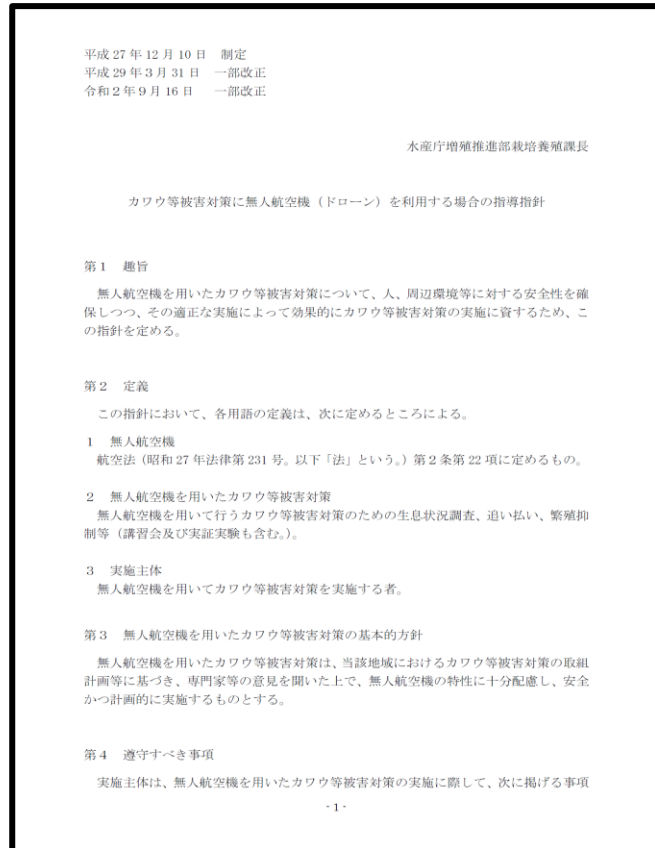 平成 27 年 12 月 10 日　制定
平成 29 年 3 月 31 日　一部改正
令和 2 年 9 月 16 日　一部改正
水産庁増殖推進部栽培養殖課長
カワウ等被害対策に無人航空機（ドローン）を利用する場合の指導指針
第１　趣旨
無人航空機を用いたカワウ等被害対策について、人、周辺環境等に対する安全性を確
保しつつ、その適正な実施によって効果的にカワウ等被害対策の実施に資するため、こ
の指針を定める。
第２　定義
この指針において、各用語の定義は、次に定めるところによる。
１　無人航空機
航空法（昭和 27 年法律第 231 号。以下「法」という。）第２条第 22 項に定めるもの。
２　無人航空機を用いたカワウ等被害対策
無人航空機を用いて行うカワウ等被害対策のための生息状況調査、追い払い、繁殖抑
制等（講習会及び実証実験も含む。）。
３　実施主体
無人航空機を用いてカワウ等被害対策を実施する者。
第３　無人航空機を用いたカワウ等被害対策の基本的方針
無人航空機を用いたカワウ等被害対策は、当該地域におけるカワウ等被害対策の取組
計画等に基づき、専門家等の意見を聞いた上で、無人航空機の特性に十分配慮し、安全
かつ計画的に実施するものとする。
第４　遵守すべき事項
実施主体は、無人航空機を用いたカワウ等被害対策の実施に際して、次に掲げる事項
- 1 -